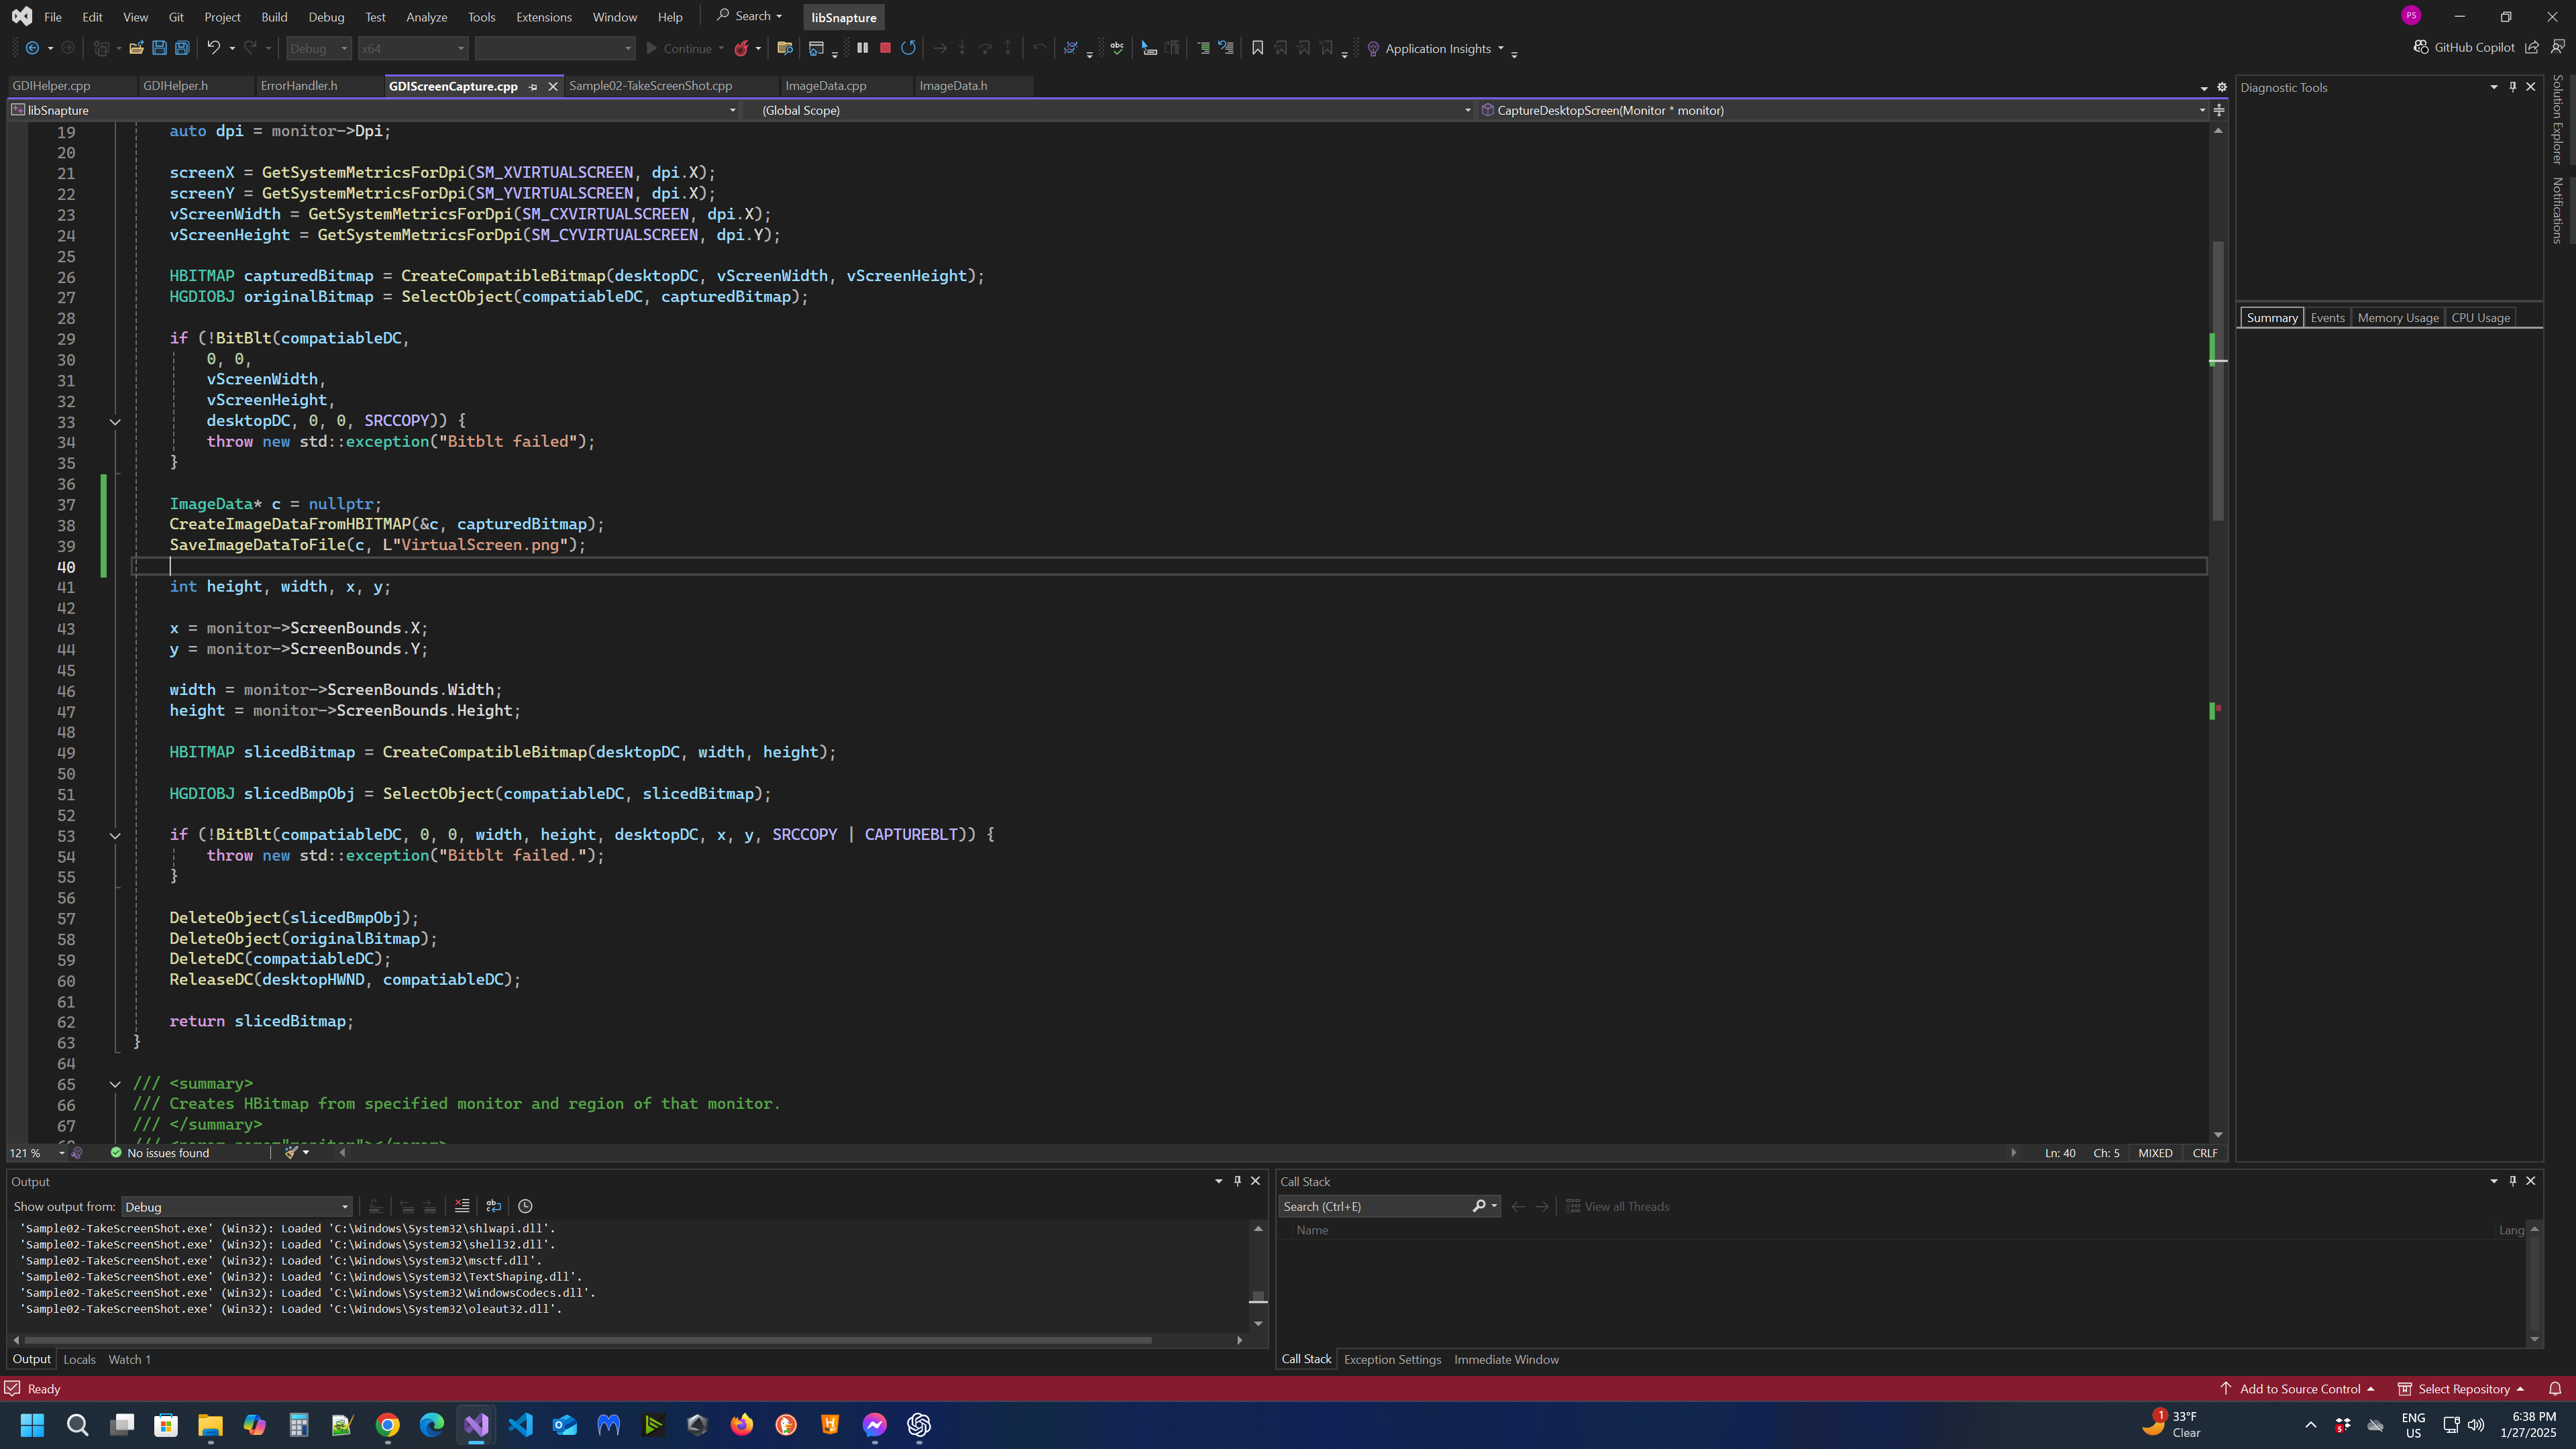 File Edit View Git Project Build Debug Test Analyze Tools Extensions Window Help Search libSnapture PS
Debug x64 Continue Application Insights GitHub Copilot
GDIHelper.cpp GDIHelper.h ErrorHandler.h GDIScreenCapture.cpp Sample02-TakeScreenShot.cpp ImageData.cpp ImageData.h
libSnapture (Global Scope) CaptureDesktopScreen(Monitor * monitor)
19 auto dpi = monitor->Dpi;
20
21 screenX = GetSystemMetricsForDpi(SM_XVIRTUALSCREEN, dpi.X);
22 screenY = GetSystemMetricsForDpi(SM_YVIRTUALSCREEN, dpi.X);
23 vScreenWidth = GetSystemMetricsForDpi(SM_CXVIRTUALSCREEN, dpi.X);
24 vScreenHeight = GetSystemMetricsForDpi(SM_CYVIRTUALSCREEN, dpi.Y);
25
26 HBITMAP capturedBitmap = CreateCompatibleBitmap(desktopDC, vScreenWidth, vScreenHeight);
27 HGDIOBJ originalBitmap = SelectObject(compatiableDC, capturedBitmap);
28
29 if (!BitBlt(compatiableDC,
30 0, 0,
31 vScreenWidth,
32 vScreenHeight,
33 desktopDC, 0, 0, SRCCOPY)) {
34 throw new std::exception("Bitblt failed");
35 }
36
37 ImageData* c = nullptr;
38 CreateImageDataFromHBITMAP(&c, capturedBitmap);
39 SaveImageDataToFile(c, L"VirtualScreen.png");
40
41 int height, width, x, y;
42
43 x = monitor->ScreenBounds.X;
44 y = monitor->ScreenBounds.Y;
45
46 width = monitor->ScreenBounds.Width;
47 height = monitor->ScreenBounds.Height;
48
49 HBITMAP slicedBitmap = CreateCompatibleBitmap(desktopDC, width, height);
50
51 HGDIOBJ slicedBmpObj = SelectObject(compatiableDC, slicedBitmap);
52
53 if (!BitBlt(compatiableDC, 0, 0, width, height, desktopDC, x, y, SRCCOPY | CAPTUREBLT)) {
54 throw new std::exception("Bitblt failed.");
55 }
56
57 DeleteObject(slicedBmpObj);
58 DeleteObject(originalBitmap);
59 DeleteDC(compatiableDC);
60 ReleaseDC(desktopHWND, compatiableDC);
61
62 return slicedBitmap;
63 }
64
65 /// <summary>
66 /// Creates HBitmap from specified monitor and region of that monitor.
67 /// </summary>
121 % No issues found Ln: 40 Ch: 5 MIXED CRLF
Diagnostic Tools
Summary Events Memory Usage CPU Usage
Solution Explorer
Notifications
Output
Show output from: Debug
'Sample02-TakeScreenShot.exe' (Win32): Loaded 'C:\Windows\System32\shlwapi.dll'.
'Sample02-TakeScreenShot.exe' (Win32): Loaded 'C:\Windows\System32\shell32.dll'.
'Sample02-TakeScreenShot.exe' (Win32): Loaded 'C:\Windows\System32\msctf.dll'.
'Sample02-TakeScreenShot.exe' (Win32): Loaded 'C:\Windows\System32\TextShaping.dll'.
'Sample02-TakeScreenShot.exe' (Win32): Loaded 'C:\Windows\System32\WindowsCodecs.dll'.
'Sample02-TakeScreenShot.exe' (Win32): Loaded 'C:\Windows\System32\oleaut32.dll'.
Output Locals Watch 1
Call Stack
Search (Ctrl+E) View all Threads
Name Lang
Call Stack Exception Settings Immediate Window
Ready Add to Source Control Select Repository
1 33°F
Clear
ENG
US
6:38 PM
1/27/2025